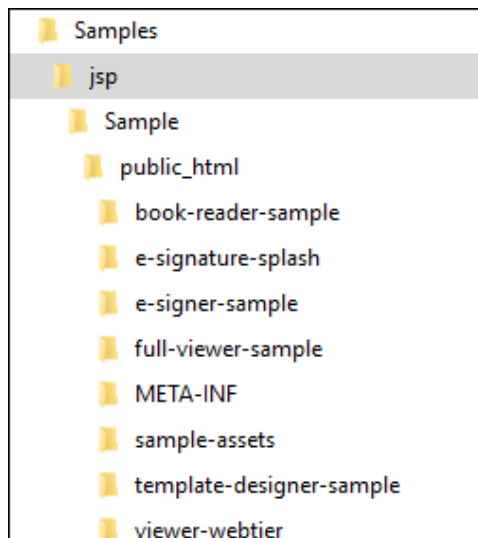 Samples
jsp
Sample
public_html
book-reader-sample
e-signature-splash
e-signer-sample
full-viewer-sample
META-INF
sample-assets
template-designer-sample
viewer-webtier